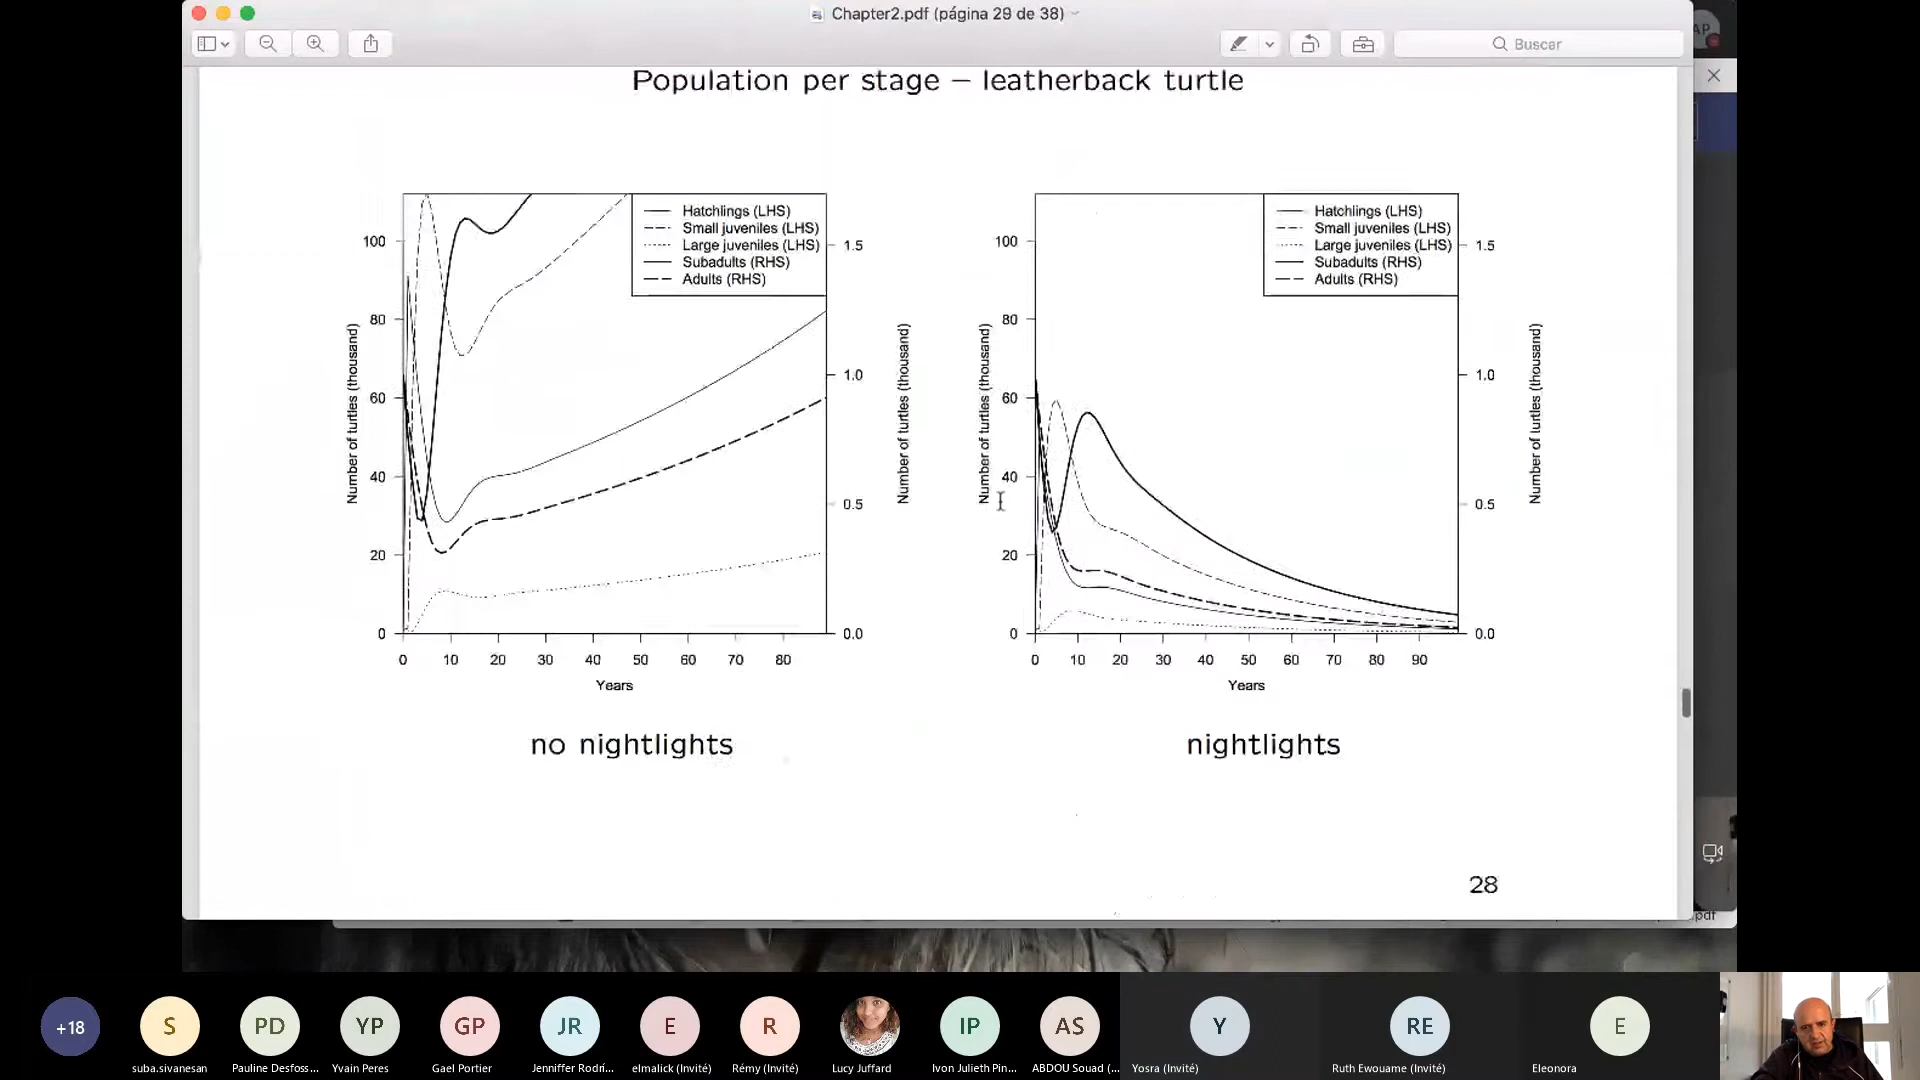 Chapter2.pdf (página 29 de 38)
Buscar
AP
Population per stage – leatherback turtle
Hatchlings (LHS)
Small juveniles (LHS)
Large juveniles (LHS)
Subadults (RHS)
Adults (RHS)
100
80
60
40
20
0
1.5
1.0
0.5
0.0
Number of turtles (thousand)
Number of turtles (thousand)
0 10 20 30 40 50 60 70 80
Years
no nightlights
Hatchlings (LHS)
Small juveniles (LHS)
Large juveniles (LHS)
Subadults (RHS)
Adults (RHS)
100
80
60
40
20
0
1.5
1.0
0.5
0.0
Number of turtles (thousand)
Number of turtles (thousand)
0 10 20 30 40 50 60 70 80 90
Years
nightlights
28
pdf
+18
S
suba.sivanesan
PD
Pauline Desfoss...
YP
Yvain Peres
GP
Gael Portier
JR
Jenniffer Rodrí...
E
elmalick (Invité)
R
Rémy (Invité)
Lucy Juffard
IP
Ivon Julieth Pin...
AS
ABDOU Souad (...
Y
Yosra (Invité)
RE
Ruth Ewouame (Invité)
E
Eleonora